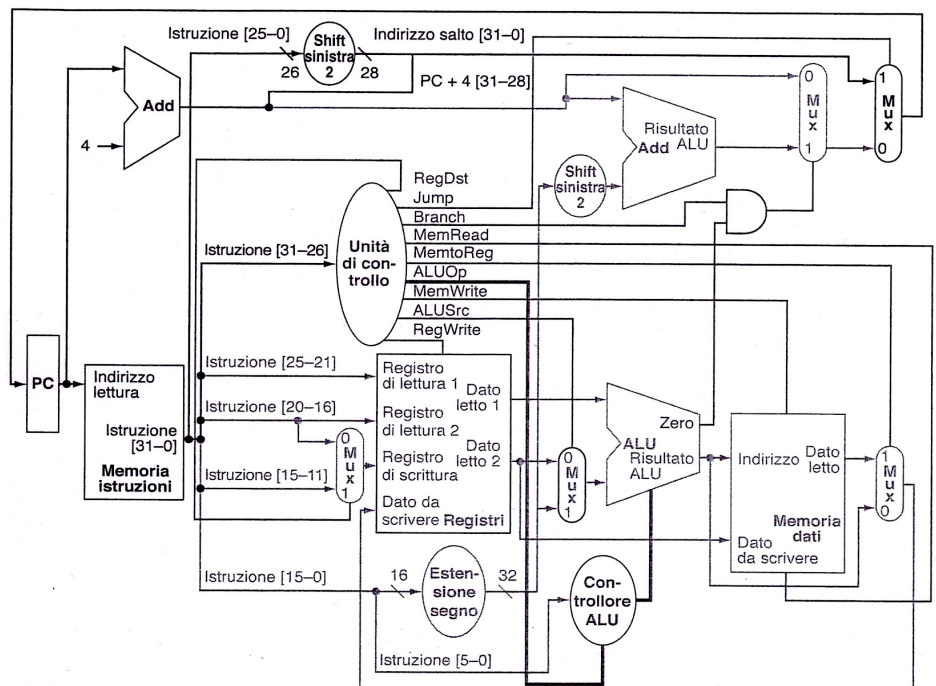 Istruzione [25–0]
Shift
sinistra
2
26
28
Indirizzo salto [31–0]
PC + 4 [31–28]
Add
4
0
Mux
1
1
Mux
0
Risultato
Add ALU
Shift
sinistra
2
RegDst
Jump
Branch
MemRead
MemtoReg
ALUOp
MemWrite
ALUSrc
RegWrite
Unità
di con-
trollo
Istruzione [31–26]
PC
Indirizzo
lettura
Istruzione
[31–0]
Memoria
istruzioni
Istruzione [25–21]
Istruzione [20–16]
Istruzione [15–11]
0
Mux
1
Registro
di lettura 1
Registro
di lettura 2
Registro
di scrittura
Dato da
scrivere
Dato
letto 1
Dato
letto 2
Registri
0
Mux
1
Zero
ALU
Risultato
ALU
Indirizzo
Dato
letto
Memoria
dati
Dato
da scrivere
1
Mux
0
Istruzione [15–0]
16
Esten-
sione
segno
32
Con-
trollore
ALU
Istruzione [5–0]